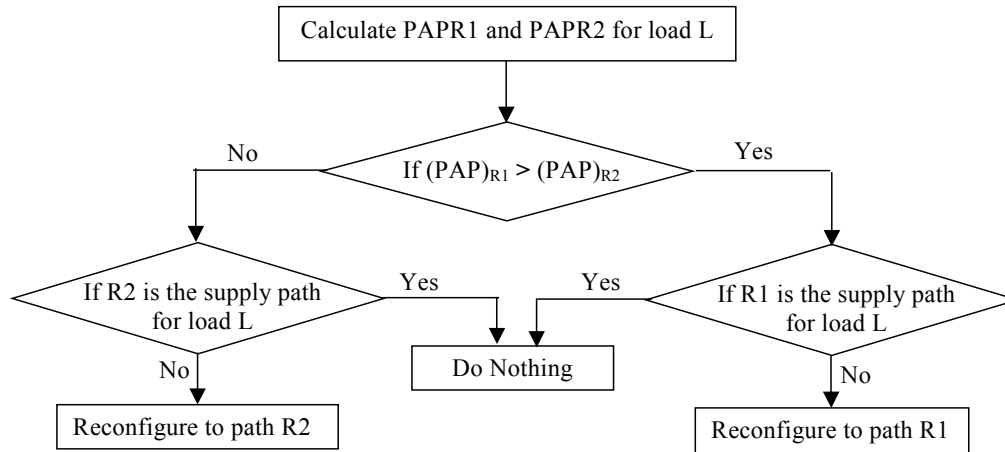 Calculate PAPR1 and PAPR2 for load L
No
If (PAP)R1 > (PAP)R2
Yes
If R2 is the supply path
for load L
Yes
Yes
If R1 is the supply path
for load L
No
Do Nothing
No
Reconfigure to path R2
Reconfigure to path R1